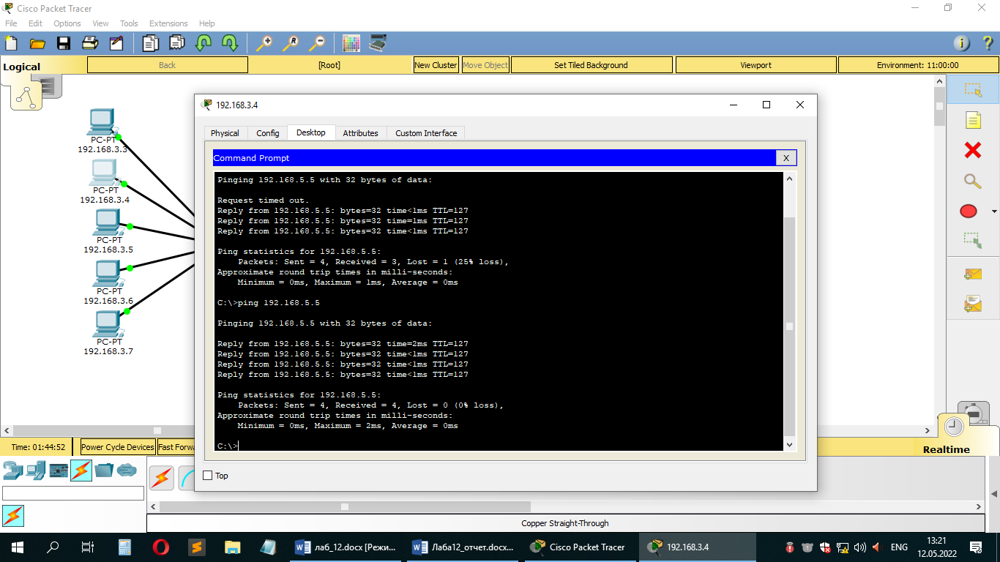 Cisco Packet Tracer
File Edit Options View Tools Extensions Help
Logical
Back
[Root]
New Cluster
Move Object
Set Tiled Background
Viewport
Environment: 11:00:00
PC-PT
192.168.3.3
PC-PT
192.168.3.4
PC-PT
192.168.3.5
PC-PT
192.168.3.6
PC-PT
192.168.3.7
192.168.3.4
Physical Config Desktop Attributes Custom Interface
Command Prompt
X
Pinging 192.168.5.5 with 32 bytes of data:
Request timed out.
Reply from 192.168.5.5: bytes=32 time<1ms TTL=127
Reply from 192.168.5.5: bytes=32 time=1ms TTL=127
Reply from 192.168.5.5: bytes=32 time<1ms TTL=127
Ping statistics for 192.168.5.5:
Packets: Sent = 4, Received = 3, Lost = 1 (25% loss),
Approximate round trip times in milli-seconds:
Minimum = 0ms, Maximum = 1ms, Average = 0ms
C:\>ping 192.168.5.5
Pinging 192.168.5.5 with 32 bytes of data:
Reply from 192.168.5.5: bytes=32 time=2ms TTL=127
Reply from 192.168.5.5: bytes=32 time<1ms TTL=127
Reply from 192.168.5.5: bytes=32 time<1ms TTL=127
Reply from 192.168.5.5: bytes=32 time<1ms TTL=127
Ping statistics for 192.168.5.5:
Packets: Sent = 4, Received = 4, Lost = 0 (0% loss),
Approximate round trip times in milli-seconds:
Minimum = 0ms, Maximum = 2ms, Average = 0ms
C:\>
Top
Time: 01:44:52
Power Cycle Devices
Fast Forwa
Realtime
Copper Straight-Through
лаб_12.docx [Режи...
Лаба12_отчет.docx...
Cisco Packet Tracer
192.168.3.4
ENG
13:21
12.05.2022